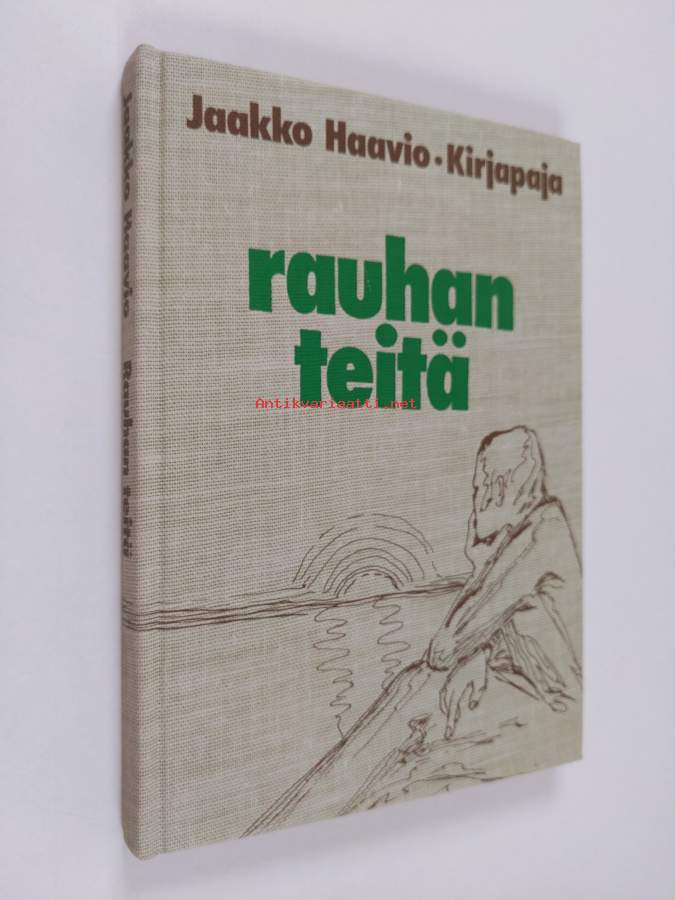 Jaakko Haavio • Kirjapaja
rauhan
teitä
Antikvariaatti.net
Jaakko Haavio Rauhan teitä